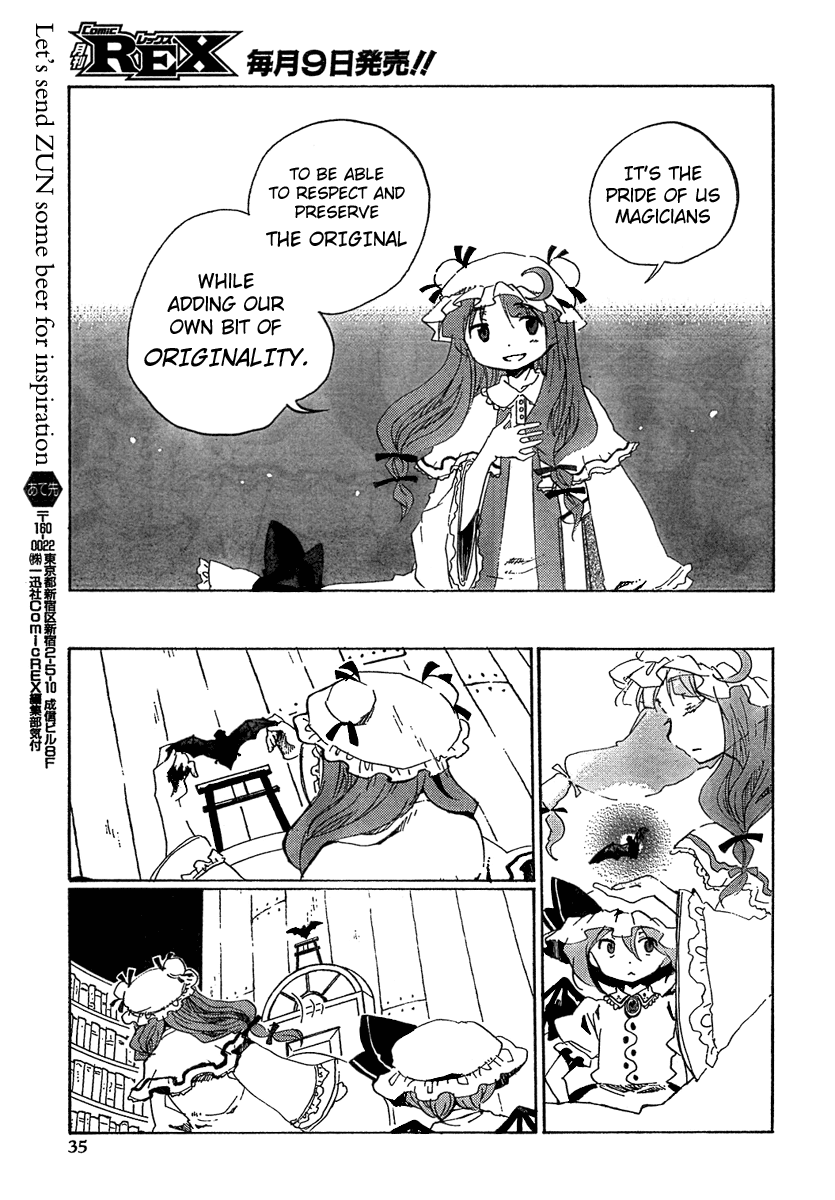 Comic
月刊
レックス
REX
毎月9日発売!!
IT'S THE
PRIDE OF US
MAGICIANS
TO BE ABLE
TO RESPECT AND
PRESERVE
THE ORIGINAL
WHILE
ADDING OUR
OWN BIT OF
ORIGINALITY.
Let's send ZUN some beer for inspiration
あて先
〒160-0022 東京都新宿区新宿2-5-10 成信ビル8F
㈱一迅社ComicREX編集部気付
35